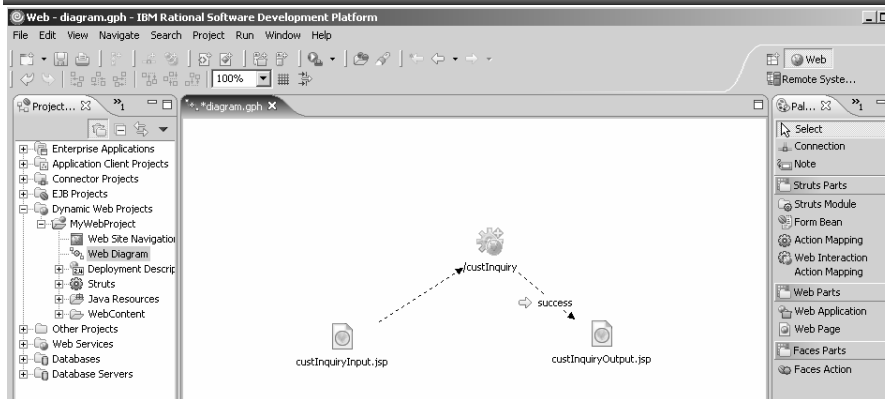 Web - diagram.gph - IBM Rational Software Development Platform
File Edit View Navigate Search Project Run Window Help
100%
Web
Remote Syste...
Project... »1
*+.*diagram.gph
Pal... »1
Enterprise Applications
Application Client Projects
Connector Projects
EJB Projects
Dynamic Web Projects
MyWebProject
Web Site Navigation
Web Diagram
Deployment Descrip
Struts
Java Resources
WebContent
Other Projects
Web Services
Databases
Database Servers
/custInquiry
success
custInquiryInput.jsp
custInquiryOutput.jsp
Select
Connection
Note
Struts Parts
Struts Module
Form Bean
Action Mapping
Web Interaction
Action Mapping
Web Parts
Web Application
Web Page
Faces Parts
Faces Action